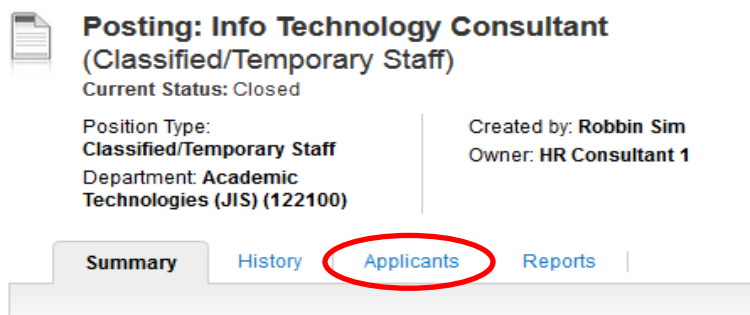 Posting: Info Technology Consultant
(Classified/Temporary Staff)
Current Status: Closed
Position Type:
Classified/Temporary Staff
Department: Academic
Technologies (JIS) (122100)
Created by: Robbin Sim
Owner: HR Consultant 1
Summary History Applicants Reports